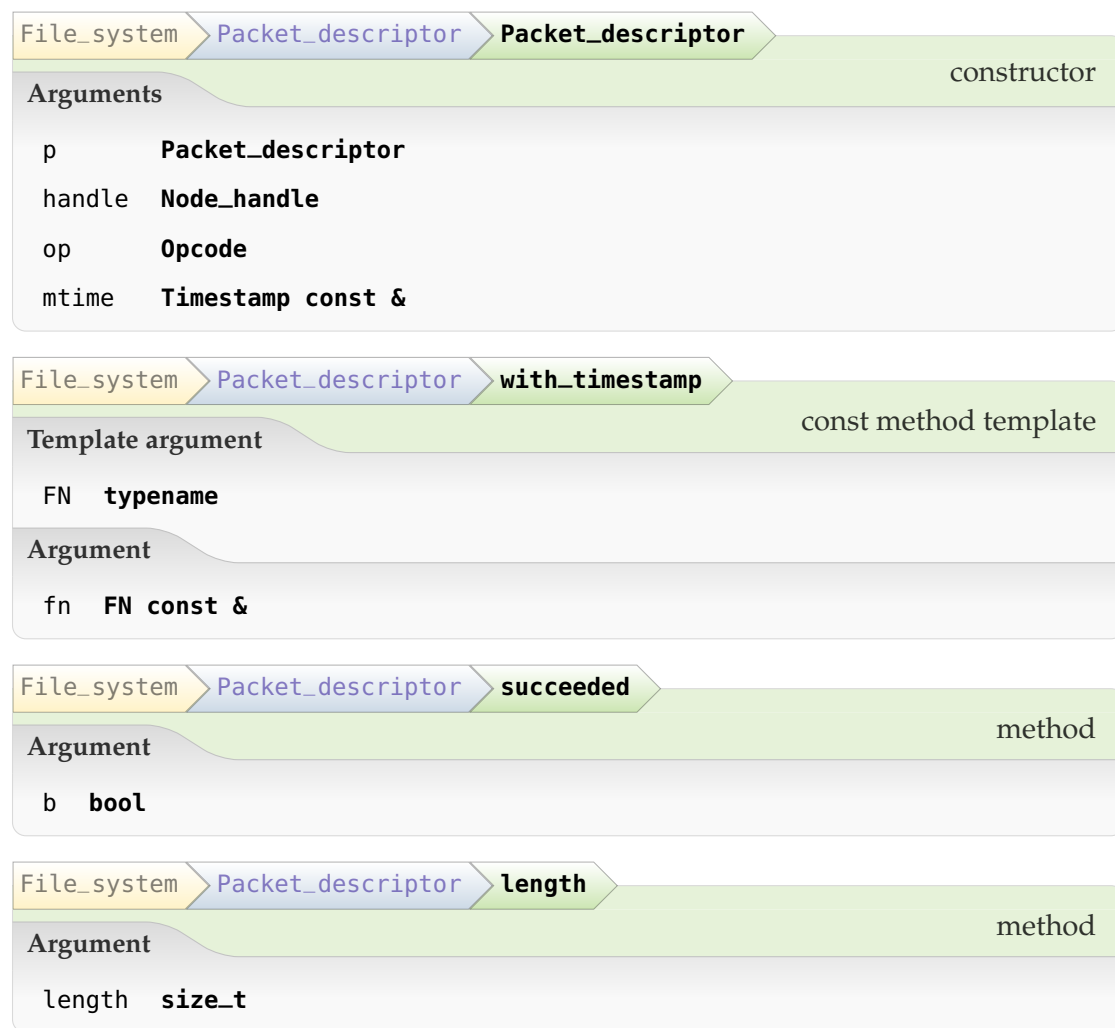 File_system Packet_descriptor Packet_descriptor
constructor
Arguments
p Packet_descriptor
handle Node_handle
op Opcode
mtime Timestamp const &
File_system Packet_descriptor with_timestamp
const method template
Template argument
FN typename
Argument
fn FN const &
File_system Packet_descriptor succeeded
method
Argument
b bool
File_system Packet_descriptor length
method
Argument
length size_t